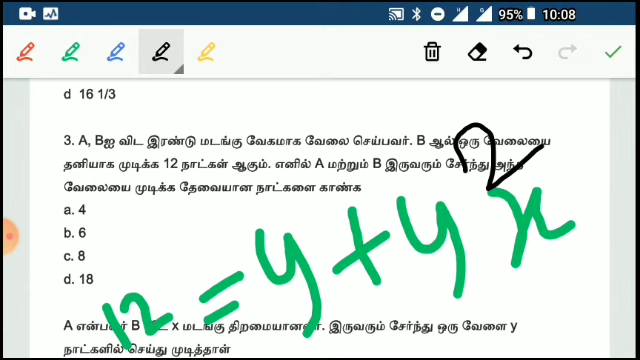 95% 10:08
d 16 1/3
3. A, Bஐ விட இரண்டு மடங்கு வேகமாக வேலை செய்பவர். B ஆல் ஒரு வேலையை
தனியாக முடிக்க 12 நாட்கள் ஆகும். எனில் A மற்றும் B இருவரும் சேர்ந்து அந்த
வேலையை முடிக்க தேவையான நாட்களை காண்க
a. 4
b. 6
c. 8
d. 18
12 = y + y x
2
A என்பவர் B x மடங்கு திறமையானவர். இருவரும் சேர்ந்து ஒரு வேளை y
நாட்களில் செய்து முடித்தாள்